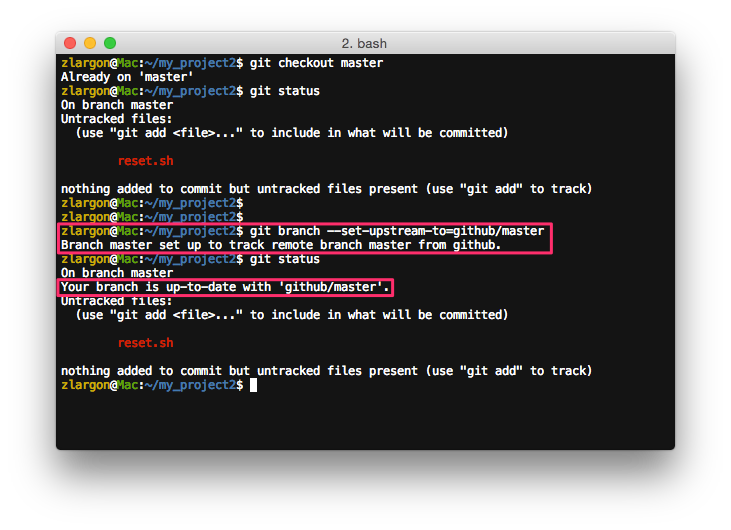 2. bash
zlargon@Mac:~/my_project2$ git checkout master
Already on 'master'
zlargon@Mac:~/my_project2$ git status
On branch master
Untracked files:
  (use "git add <file>..." to include in what will be committed)
        reset.sh
nothing added to commit but untracked files present (use "git add" to track)
zlargon@Mac:~/my_project2$
zlargon@Mac:~/my_project2$
zlargon@Mac:~/my_project2$ git branch --set-upstream-to=github/master
Branch master set up to track remote branch master from github.
zlargon@Mac:~/my_project2$ git status
On branch master
Your branch is up-to-date with 'github/master'.
Untracked files:
  (use "git add <file>..." to include in what will be committed)
        reset.sh
nothing added to commit but untracked files present (use "git add" to track)
zlargon@Mac:~/my_project2$